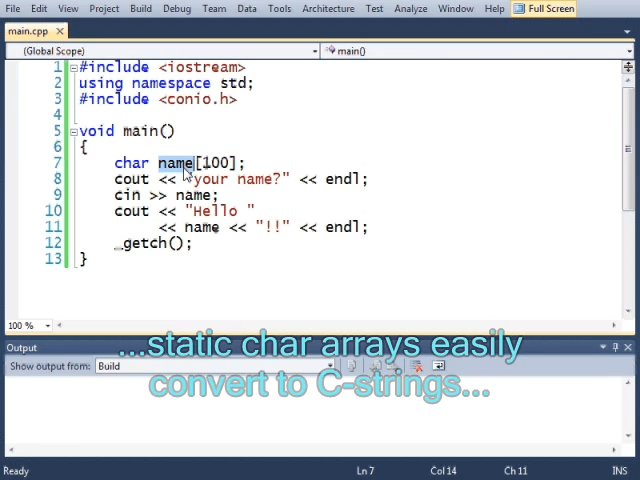 File Edit View Project Build Debug Team Data Tools Architecture Test Analyze Window Help Full Screen
main.cpp
(Global Scope) main()
1 #include <iostream>
2 using namespace std;
3 #include <conio.h>
4
5 void main()
6 {
7 char name[100];
8 cout << "your name?" << endl;
9 cin >> name;
10 cout << "Hello "
11 << name << "!!" << endl;
12 _getch();
13 }
100 %
...static char arrays easily
Output
Show output from: Build
convert to C-strings...
Ready Ln 7 Col 14 Ch 11 INS